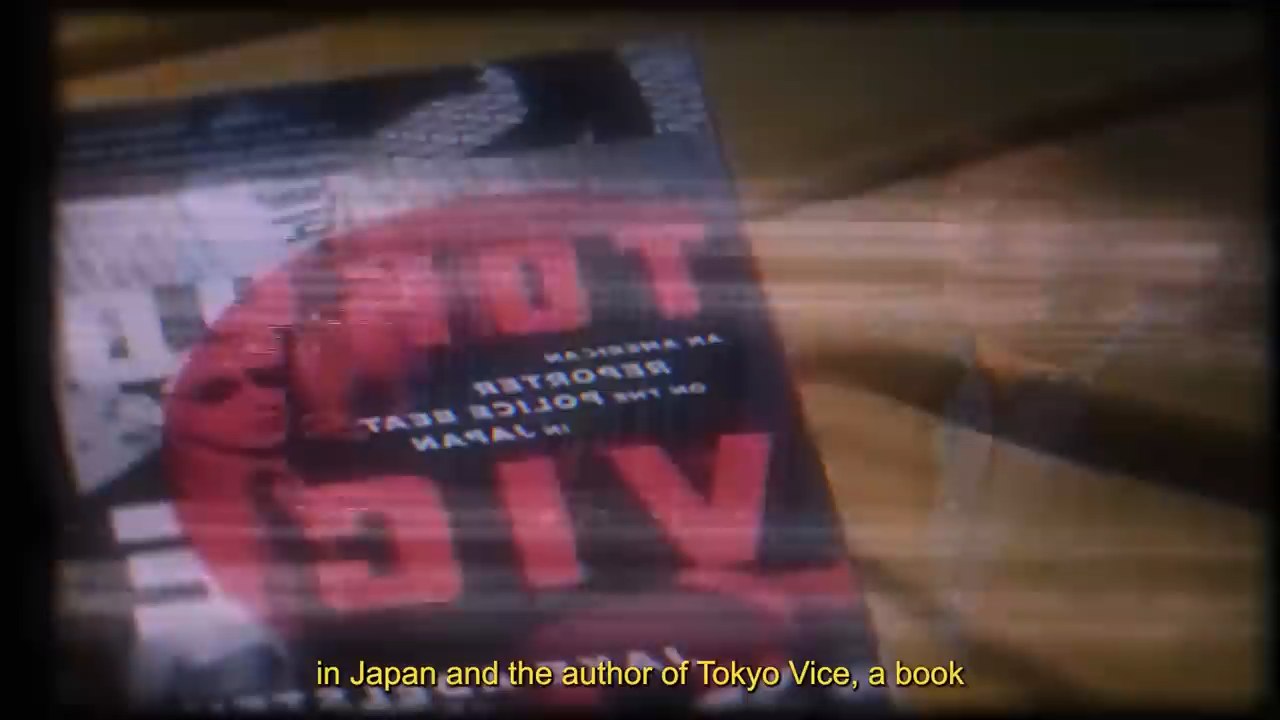 TOKYO
AN AMERICAN
REPORTER
ON THE POLICE BEAT
IN JAPAN
VICE
in Japan and the author of Tokyo Vice, a book